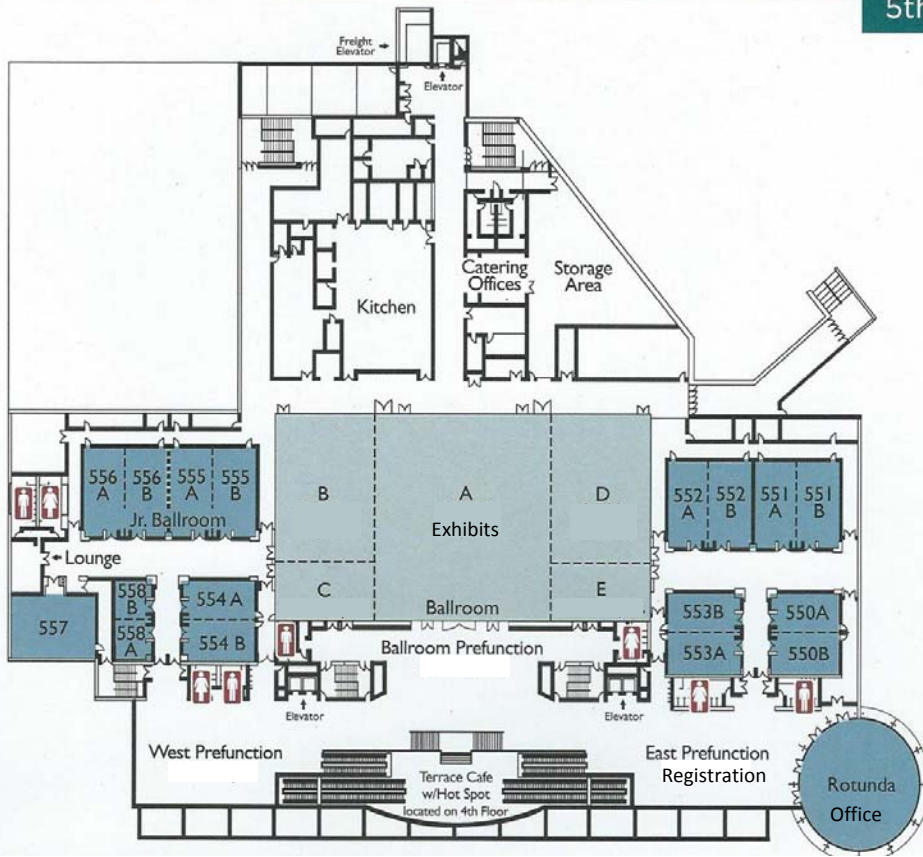 5th
Freight
Elevator
Elevator
Catering
Offices
Storage
Area
Kitchen
556
A
556
B
555
A
555
B
Jr. Ballroom
B
A
D
Exhibits
552
A
552
B
551
A
551
B
Lounge
C
E
Ballroom
557
558
B
558
A
554 A
554 B
553B
553A
550A
550B
Ballroom Prefunction
Elevator
Elevator
West Prefunction
East Prefunction
Registration
Terrace Cafe
w/Hot Spot
located on 4th Floor
Rotunda
Office